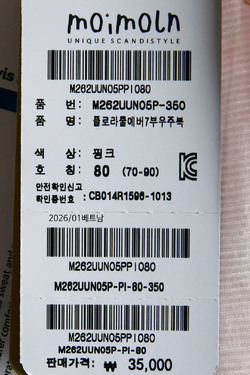 moimoln
UNIQUE SCANDISTYLE
M262UUN05PPI080
품 번: M262UUN05P-350
품 명: 플로라풀에버7부우주복
색 상: 핑크
호 칭: 80 (70-90)
안전확인신고
확인증번호 : CB014R1596-1013
2026/01베트남
M262UUN05PPI080
M262UUN05P-PI-80-350
M262UUN05PPI080
M262UUN05P-PI-80
판매가격: ₩ 35,000